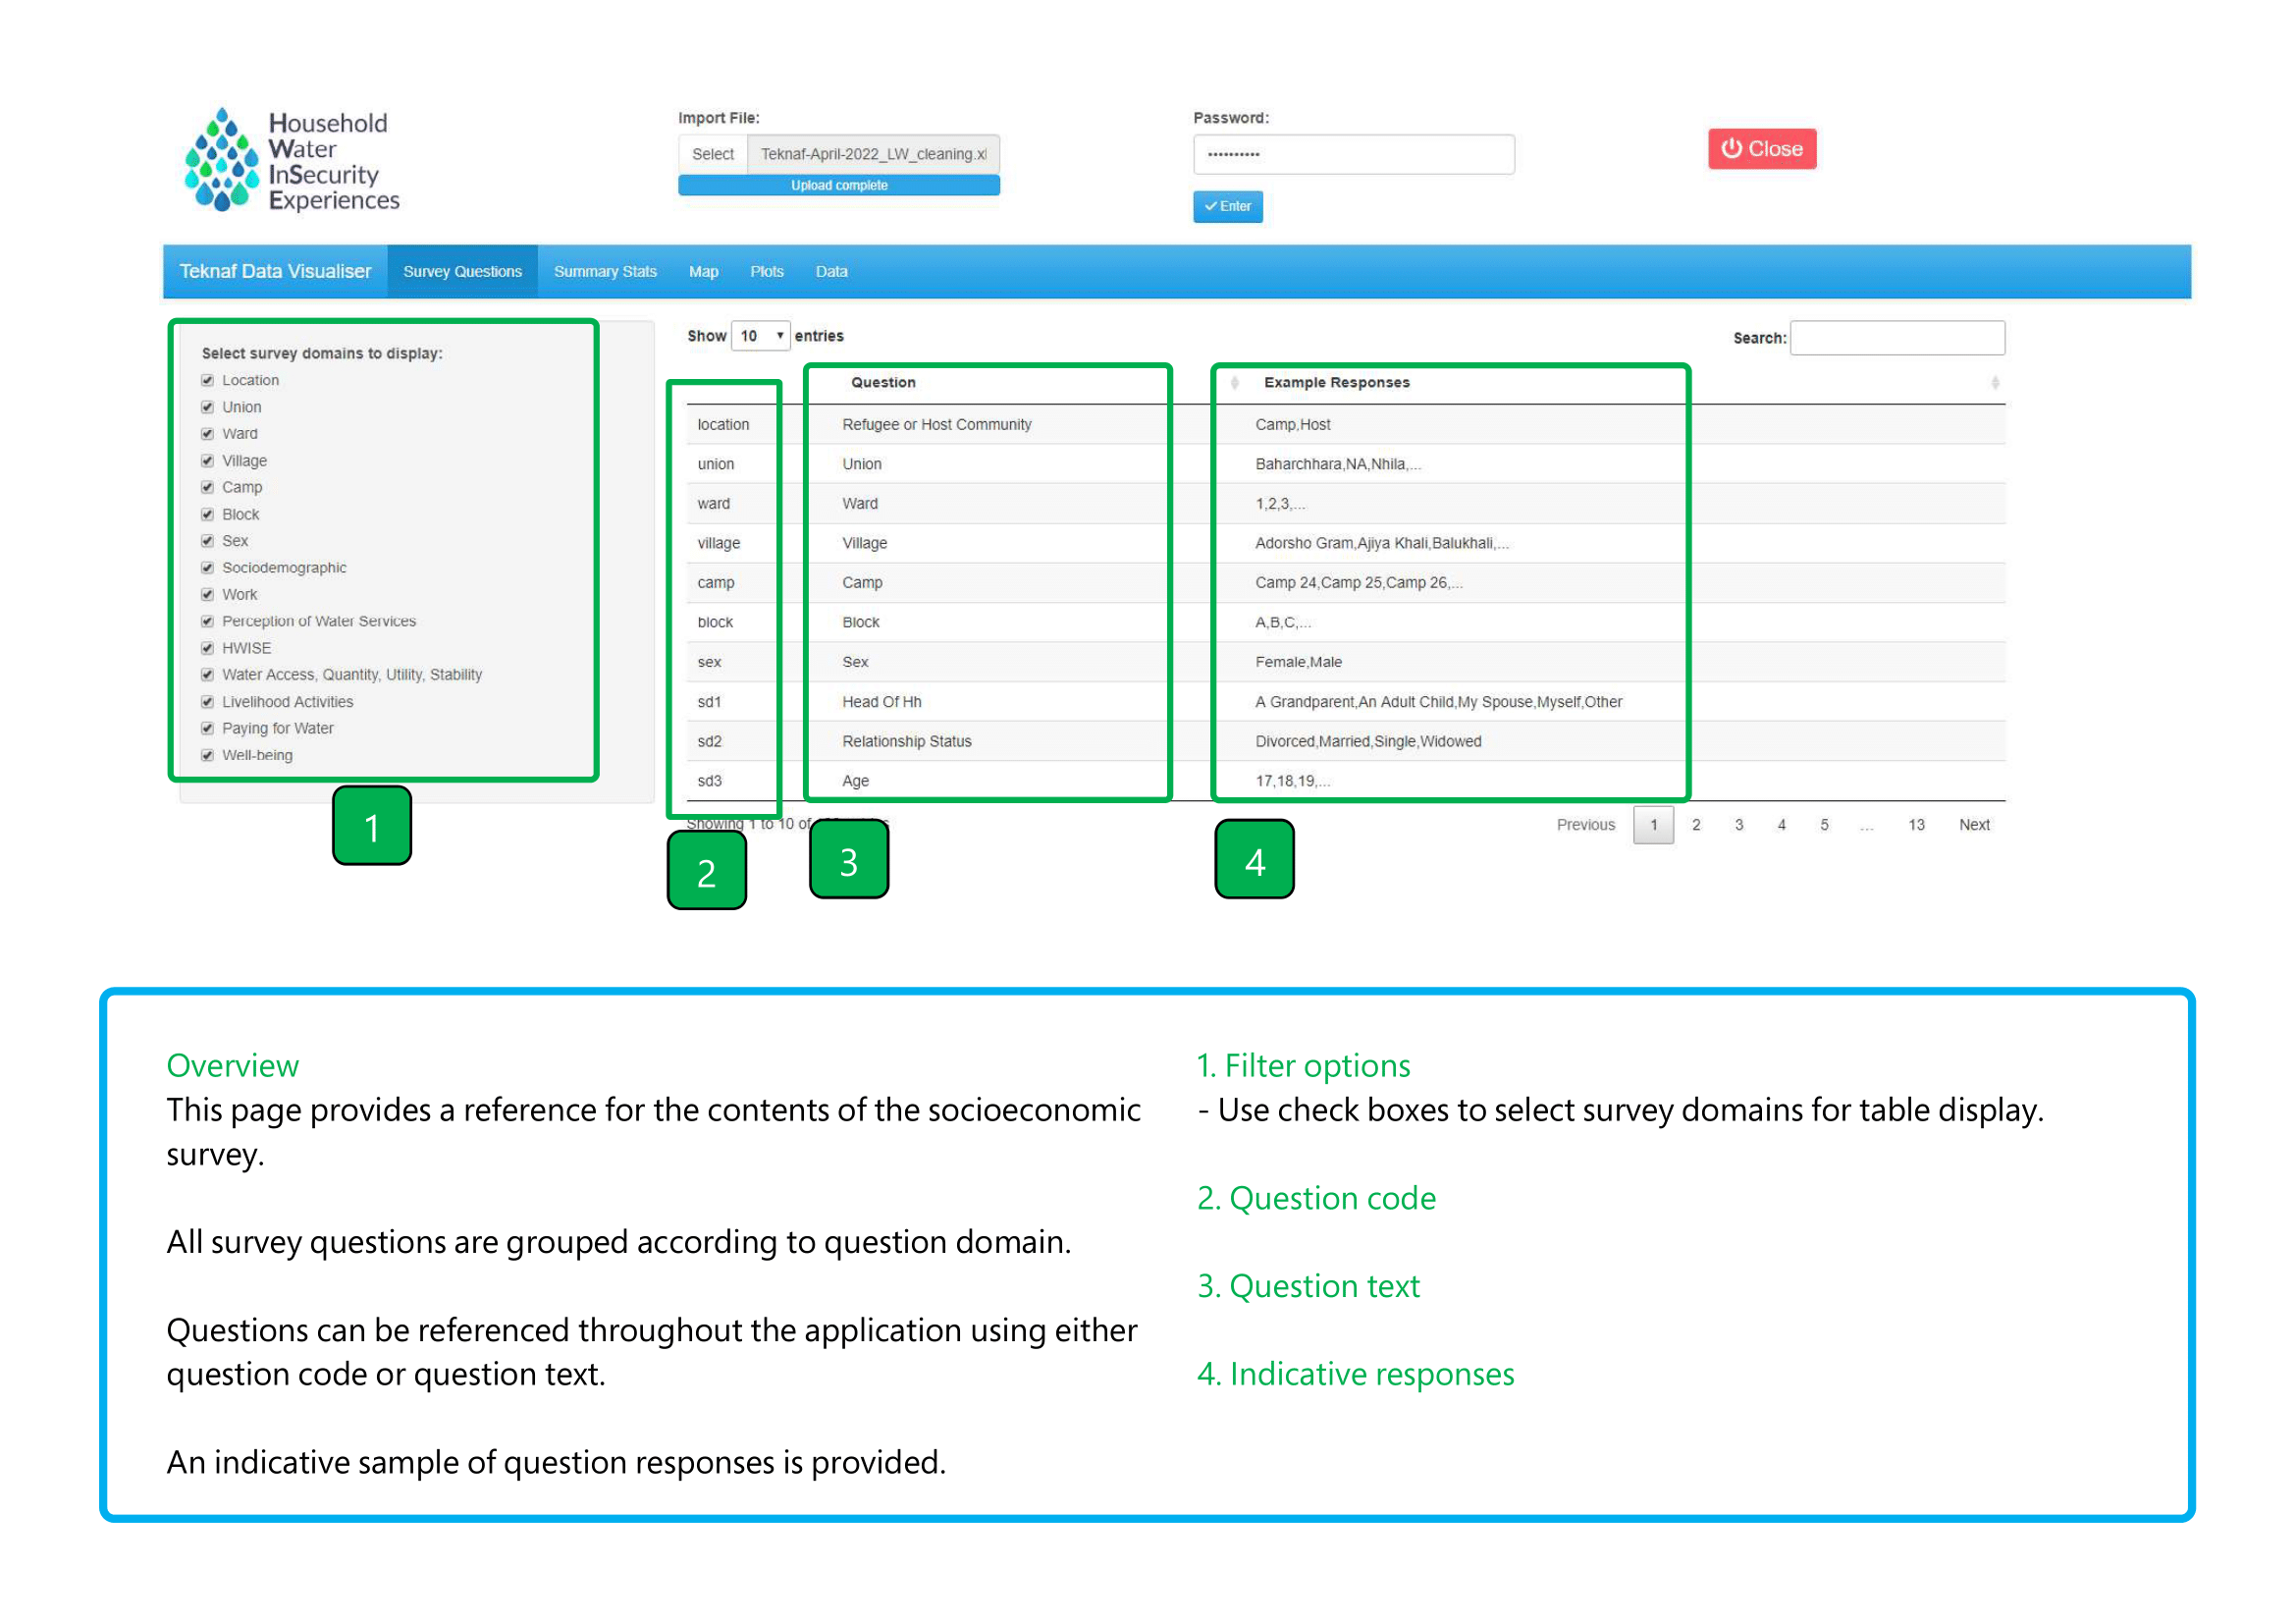 Household
Water
InSecurity
Experiences
Import File:
Select Teknaf-April-2022_LW_cleaning.xl
Upload complete
Password:
••••••••••
Enter
Close
Teknaf Data Visualiser Survey Questions Summary Stats Map Plots Data
Select survey domains to display:
Location
Union
Ward
Village
Camp
Block
Sex
Sociodemographic
Work
Perception of Water Services
HWISE
Water Access, Quantity, Utility, Stability
Livelihood Activities
Paying for Water
Well-being
1
Show 10 entries
Search:
Question Example Responses
location Refugee or Host Community Camp,Host
union Union Baharchhara,NA,Nhila,...
ward Ward 1,2,3,...
village Village Adorsho Gram,Ajiya Khali,Balukhali,...
camp Camp Camp 24,Camp 25,Camp 26,...
block Block A,B,C,...
sex Sex Female,Male
sd1 Head Of Hh A Grandparent,An Adult Child,My Spouse,Myself,Other
sd2 Relationship Status Divorced,Married,Single,Widowed
sd3 Age 17,18,19,...
Showing 1 to 10 of
Previous 1 2 3 4 5 ... 13 Next
2
3
4
Overview
This page provides a reference for the contents of the socioeconomic
survey.
All survey questions are grouped according to question domain.
Questions can be referenced throughout the application using either
question code or question text.
An indicative sample of question responses is provided.
1. Filter options
- Use check boxes to select survey domains for table display.
2. Question code
3. Question text
4. Indicative responses